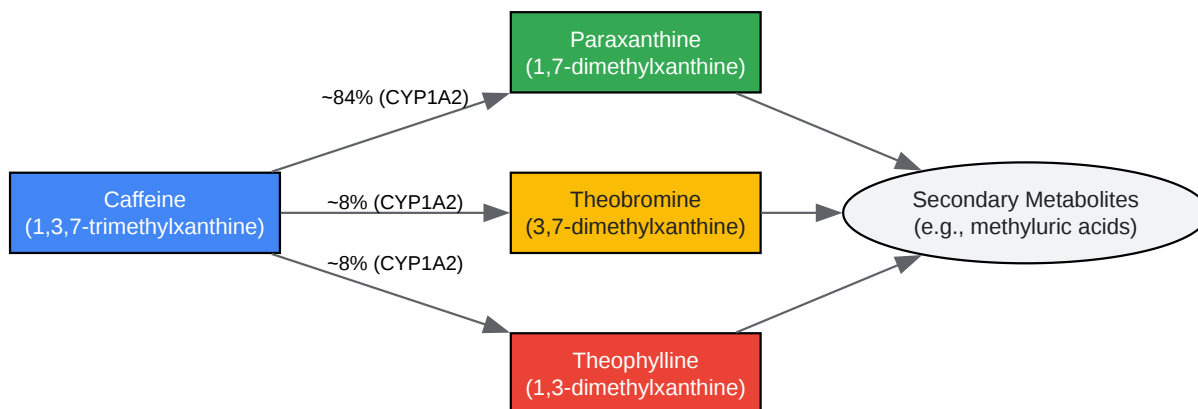 Paraxanthine
(1,7-dimethylxanthine)
~84% (CYP1A2)
Caffeine
(1,3,7-trimethylxanthine)
~8% (CYP1A2)
Theobromine
(3,7-dimethylxanthine)
Secondary Metabolites
(e.g., methyluric acids)
~8% (CYP1A2)
Theophylline
(1,3-dimethylxanthine)